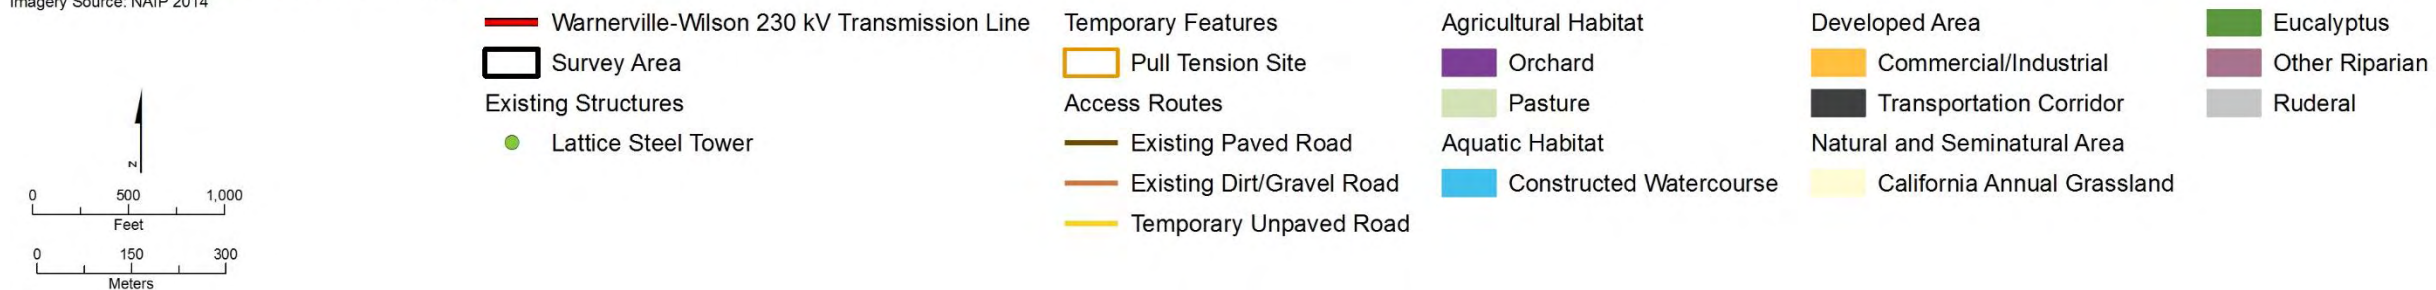 Imagery Source: NAIP 2014
N
0 500 1,000
Feet
0 150 300
Meters
Warnerville-Wilson 230 kV Transmission Line
Survey Area
Existing Structures
Lattice Steel Tower
Temporary Features
Pull Tension Site
Access Routes
Existing Paved Road
Existing Dirt/Gravel Road
Temporary Unpaved Road
Agricultural Habitat
Orchard
Pasture
Aquatic Habitat
Constructed Watercourse
Developed Area
Commercial/Industrial
Transportation Corridor
Natural and Seminatural Area
California Annual Grassland
Eucalyptus
Other Riparian
Ruderal